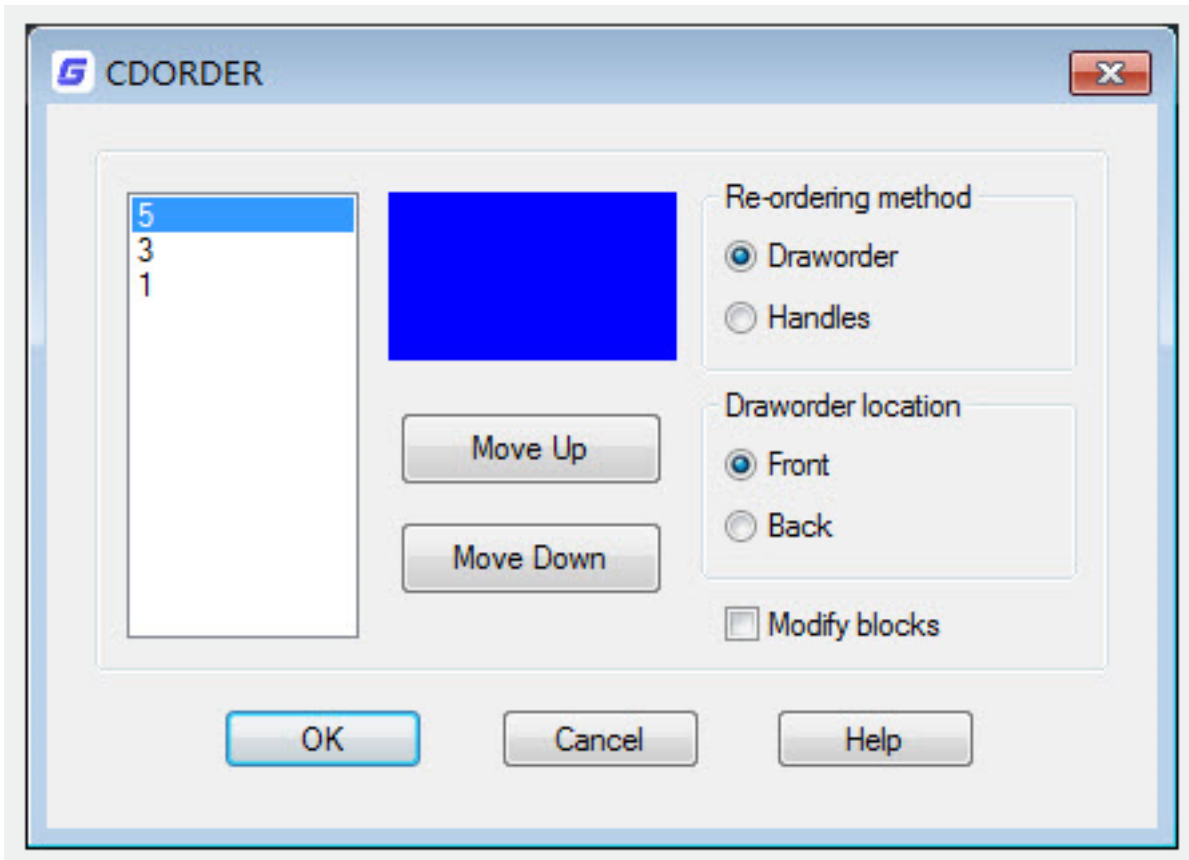 CDORDER
5
3
1
Move Up
Move Down
Re-ordering method
Draworder
Handles
Draworder location
Front
Back
Modify blocks
OK
Cancel
Help